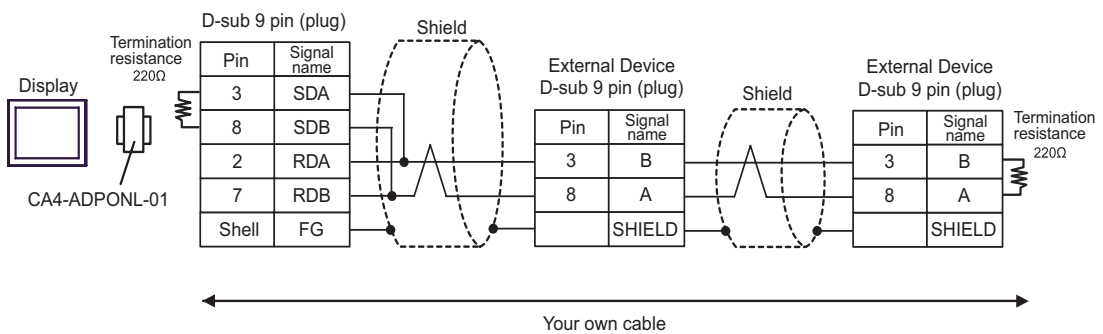 Display
CA4-ADPONL-01
Termination
resistance
220Ω
D-sub 9 pin (plug)
Pin Signal name
3 SDA
8 SDB
2 RDA
7 RDB
Shell FG
Shield
External Device
D-sub 9 pin (plug)
Pin Signal name
3 B
8 A
SHIELD
Shield
External Device
D-sub 9 pin (plug)
Pin Signal name
3 B
8 A
SHIELD
Termination
resistance
220Ω
Your own cable